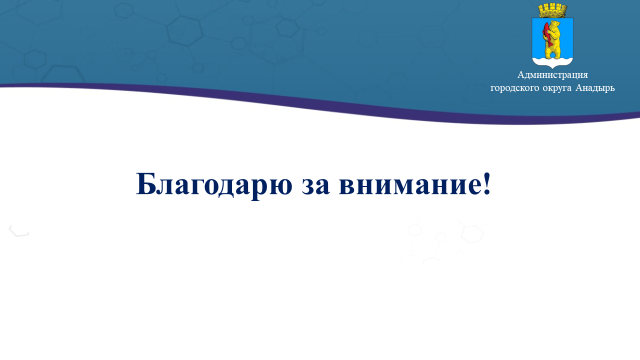 Администрация
городского округа Анадырь
Благодарю за внимание!